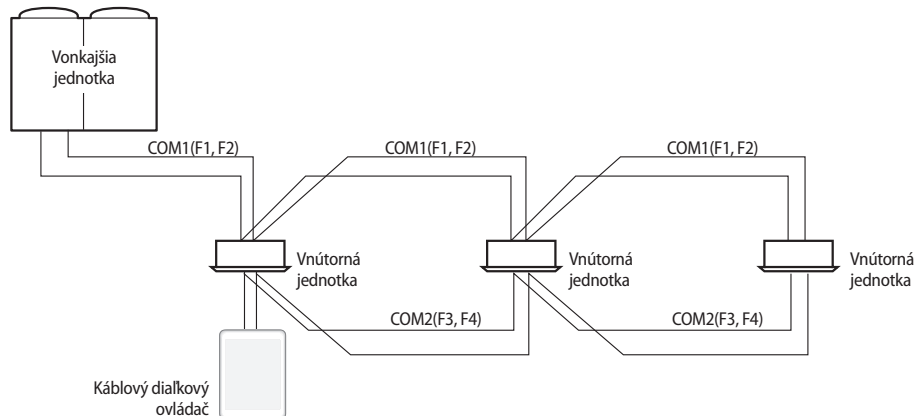 Vonkajšia
jednotka
COM1(F1, F2)
COM1(F1, F2)
COM1(F1, F2)
Vnútorná
jednotka
Vnútorná
jednotka
Vnútorná
jednotka
COM2(F3, F4)
COM2(F3, F4)
Káblový diaľkový
ovládač